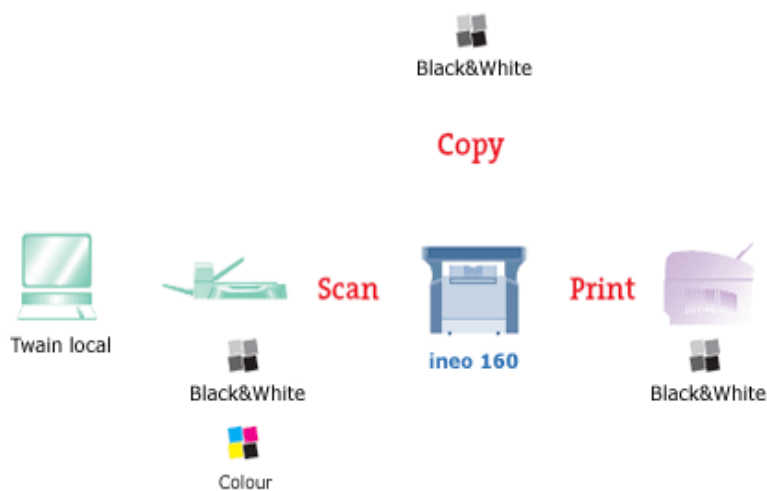 Black&White
Copy
Scan
Print
Twain local
ineo 160
Black&White
Black&White
Colour